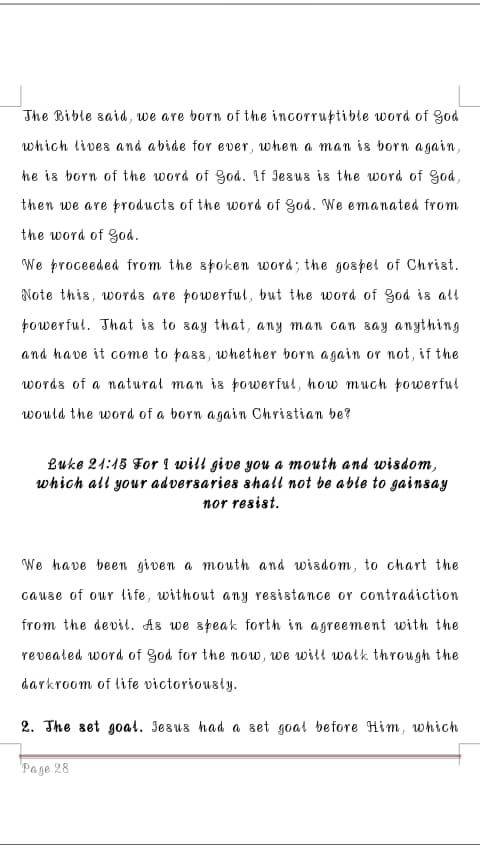 The Bible said, we are born of the incorruptible word of God
which lives and abide for ever, when a man is born again,
he is born of the word of God. If Jesus is the word of God,
then we are products of the word of God. We emanated from
the word of God.
We proceeded from the spoken word; the gospel of Christ.
Note this, words are powerful, but the word of God is all
powerful. That is to say that, any man can say anything
and have it come to pass, whether born again or not, if the
words of a natural man is powerful, how much powerful
would the word of a born again Christian be?
Luke 21:15 For I will give you a mouth and wisdom,
which all your adversaries shall not be able to gainsay
nor resist.
We have been given a mouth and wisdom, to chart the
cause of our life, without any resistance or contradiction
from the devil. As we speak forth in agreement with the
revealed word of God for the now, we will walk through the
darkroom of life victoriously.
2. The set goal. Jesus had a set goal before Him, which
Page 28